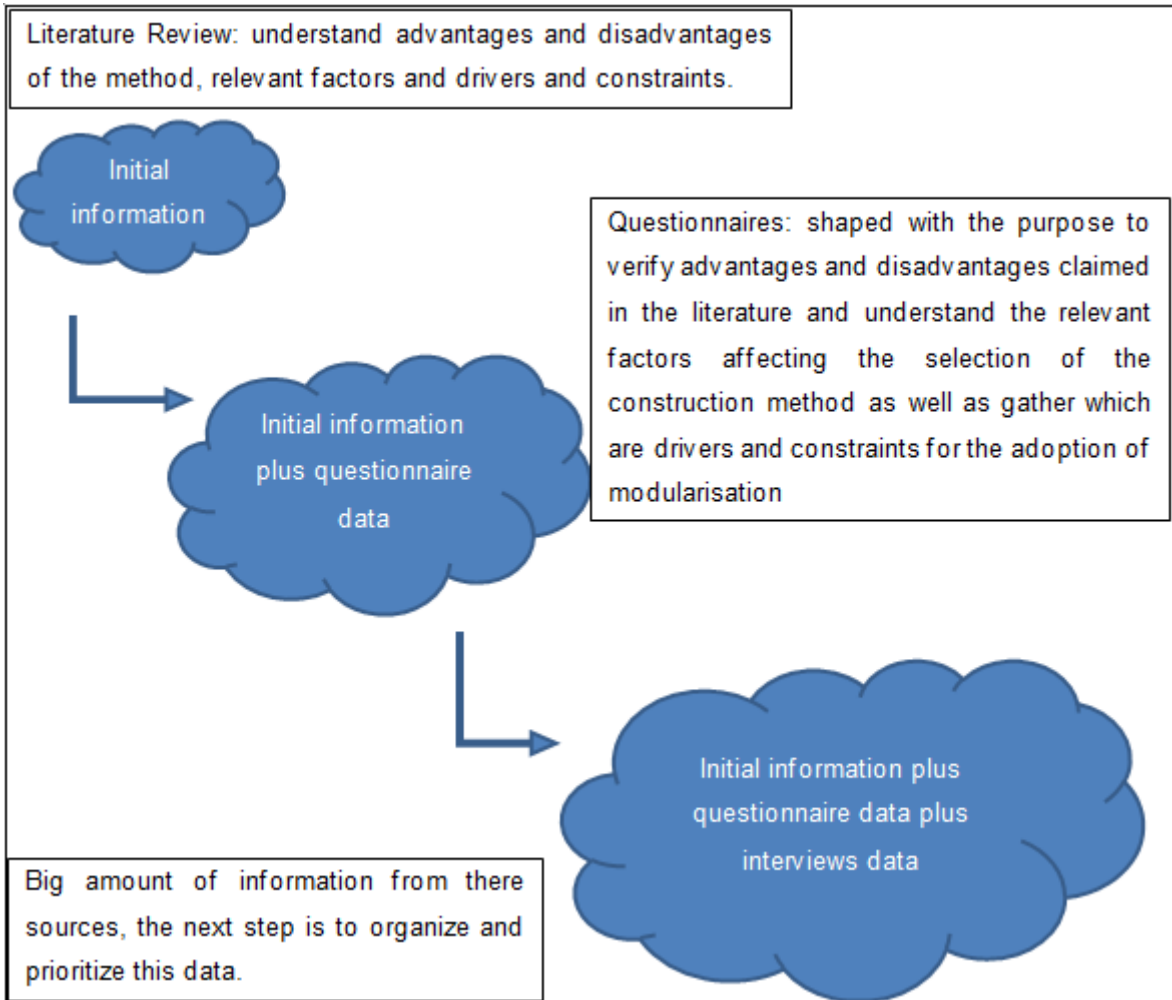 Literature Review: understand advantages and disadvantages
of the method, relevant factors and drivers and constraints.
Initial
information
Questionnaires: shaped with the purpose to
verify advantages and disadvantages claimed
in the literature and understand the relevant
factors affecting the selection of the
construction method as well as gather which
are drivers and constraints for the adoption of
modularisation
Initial information
plus questionnaire
data
Initial information plus
questionnaire data plus
interviews data
Big amount of information from there
sources, the next step is to organize and
prioritize this data.